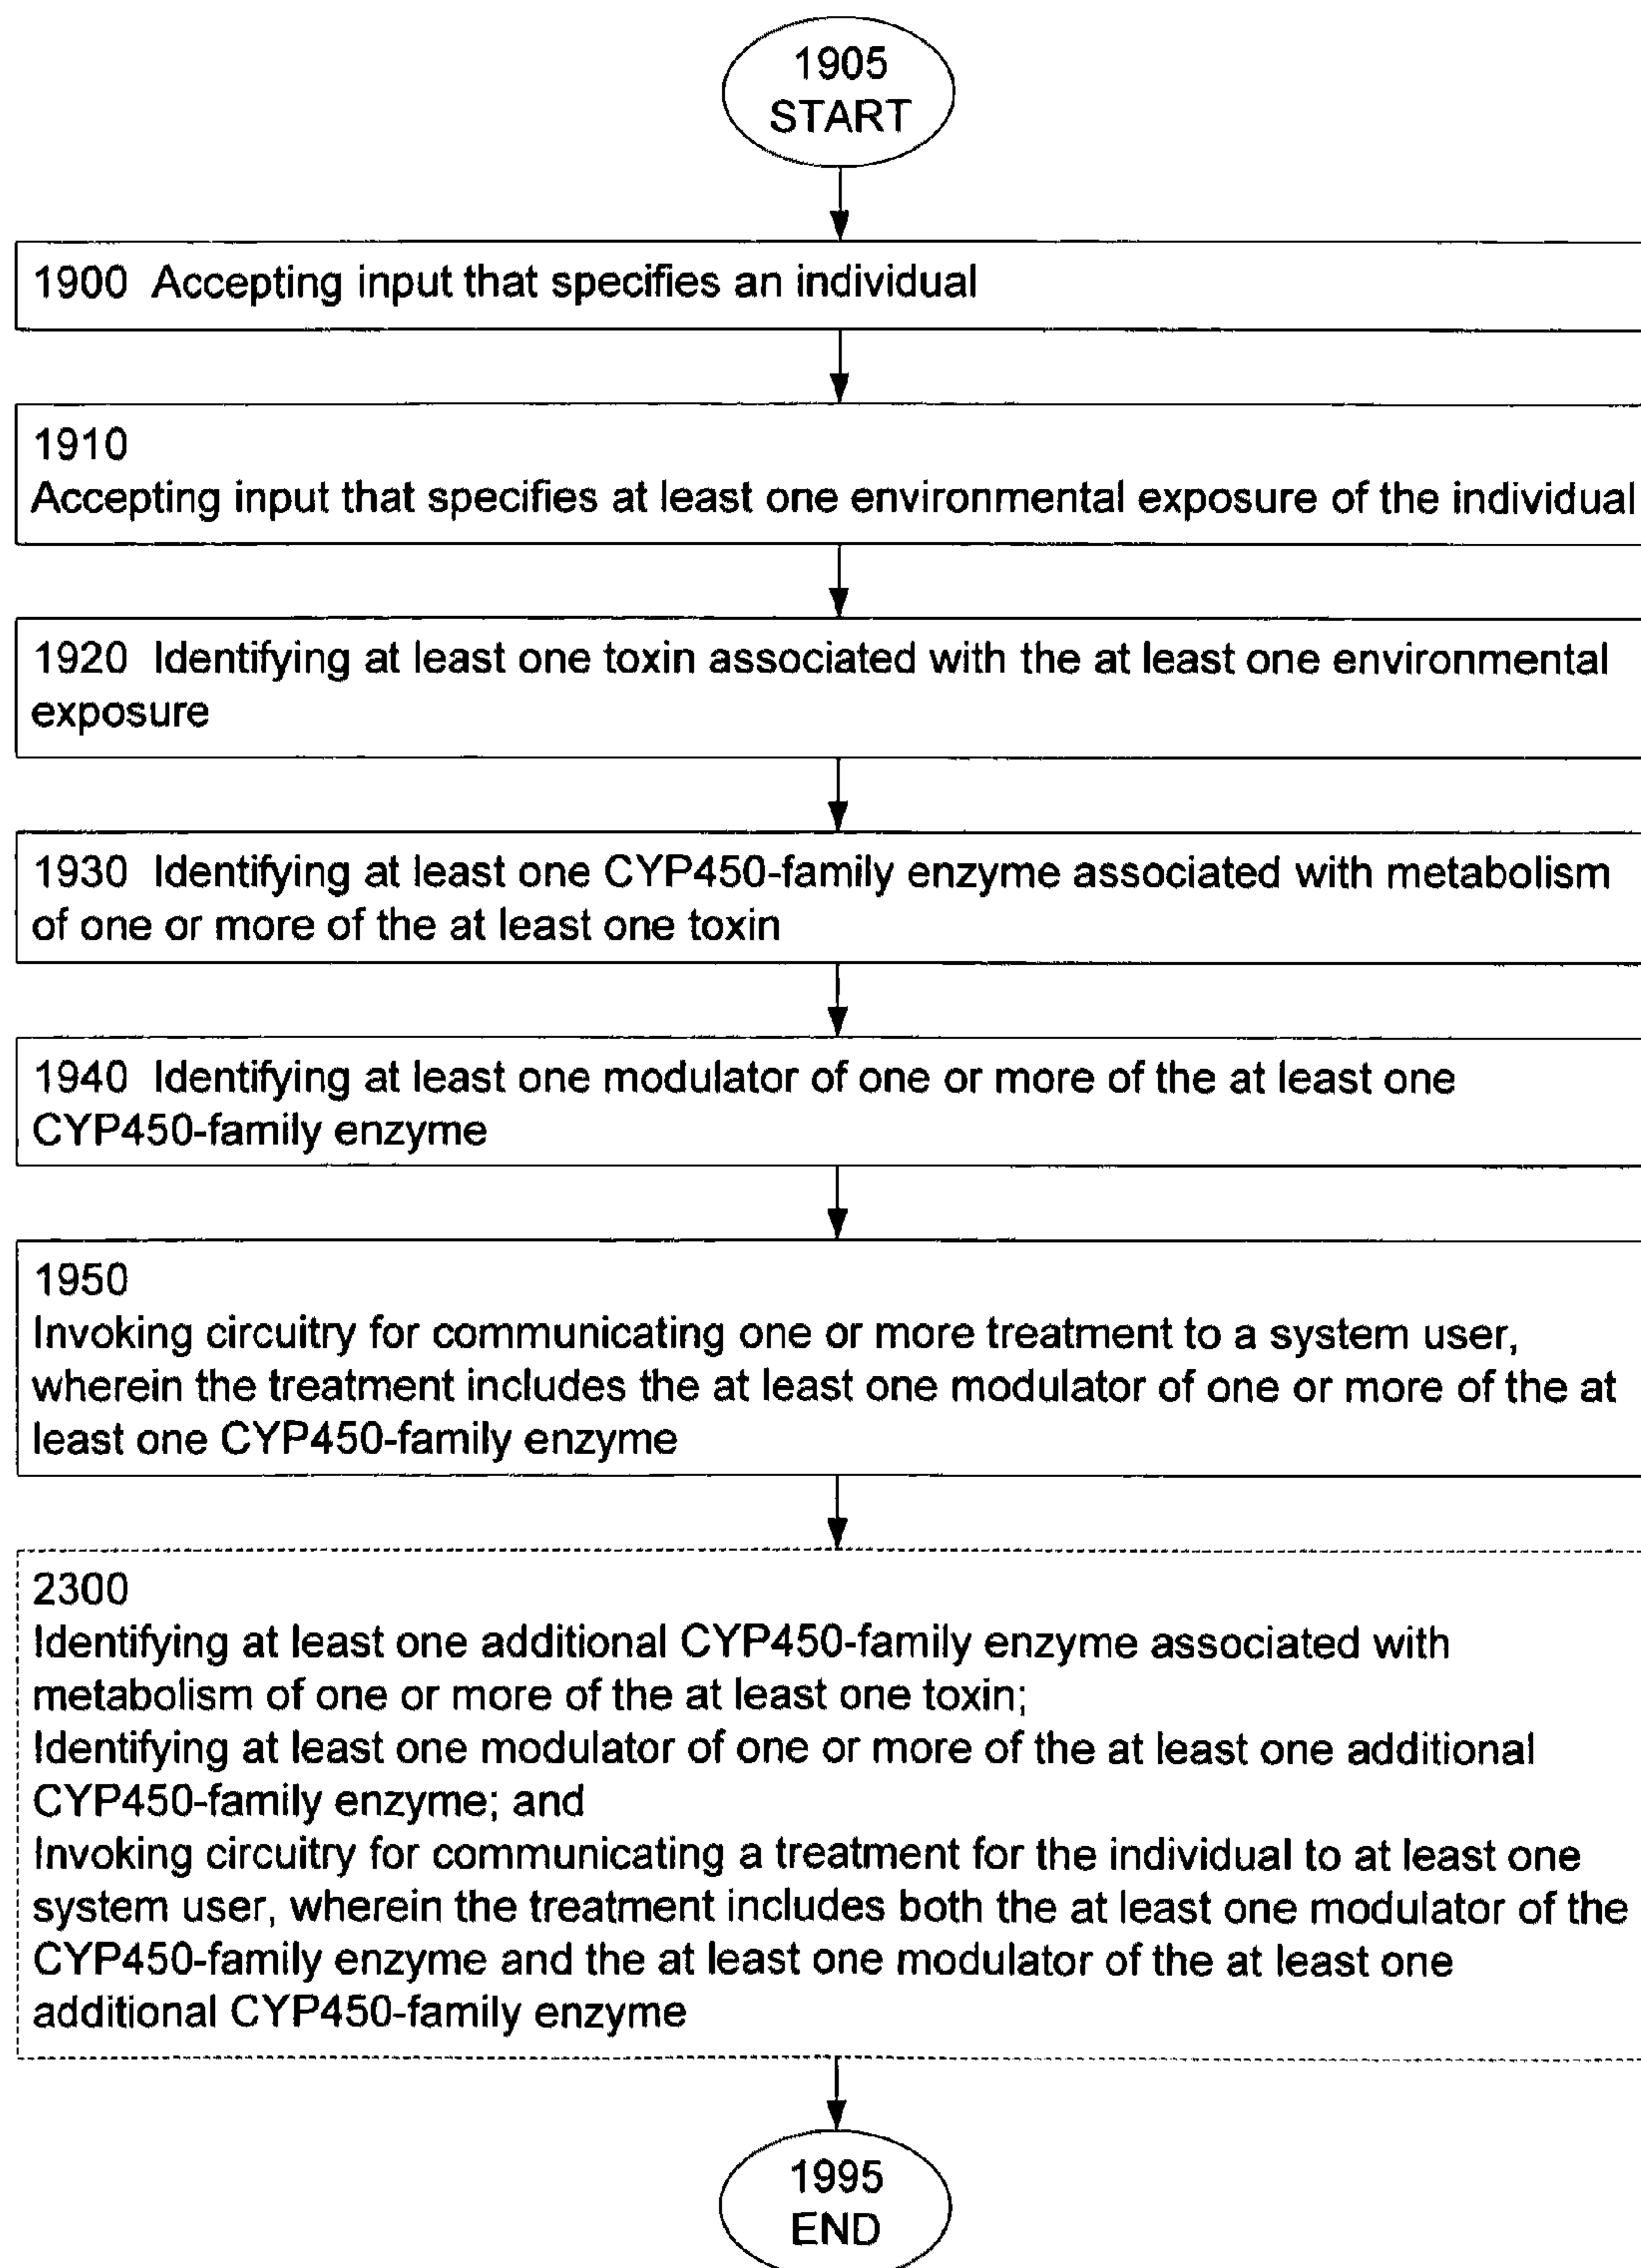 1905
START
1900 Accepting input that specifies an individual
1910
Accepting input that specifies at least one environmental exposure of the individual
1920 Identifying at least one toxin associated with the at least one environmental
exposure
1930 Identifying at least one CYP450-family enzyme associated with metabolism
of one or more of the at least one toxin
1940 Identifying at least one modulator of one or more of the at least one
CYP450-family enzyme
1950
Invoking circuitry for communicating one or more treatment to a system user,
wherein the treatment includes the at least one modulator of one or more of the at
least one CYP450-family enzyme
2300
Identifying at least one additional CYP450-family enzyme associated with
metabolism of one or more of the at least one toxin;
Identifying at least one modulator of one or more of the at least one additional
CYP450-family enzyme; and
Invoking circuitry for communicating a treatment for the individual to at least one
system user, wherein the treatment includes both the at least one modulator of the
CYP450-family enzyme and the at least one modulator of the at least one
additional CYP450-family enzyme
1995
END